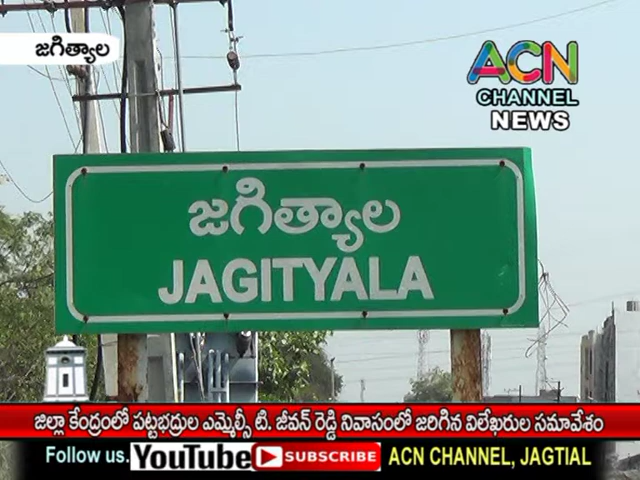 జగిత్యాల
ACN
CHANNEL
NEWS
జగిత్యాల
JAGITYALA
జిల్లా కేంద్రంలో పట్టభద్రుల ఎమ్మెల్సీ టి. జీవన్ రెడ్డి నివాసంలో జరిగిన విలేఖరుల సమావేశం
Follow us. YouTube SUBSCRIBE ACN CHANNEL, JAGTIAL